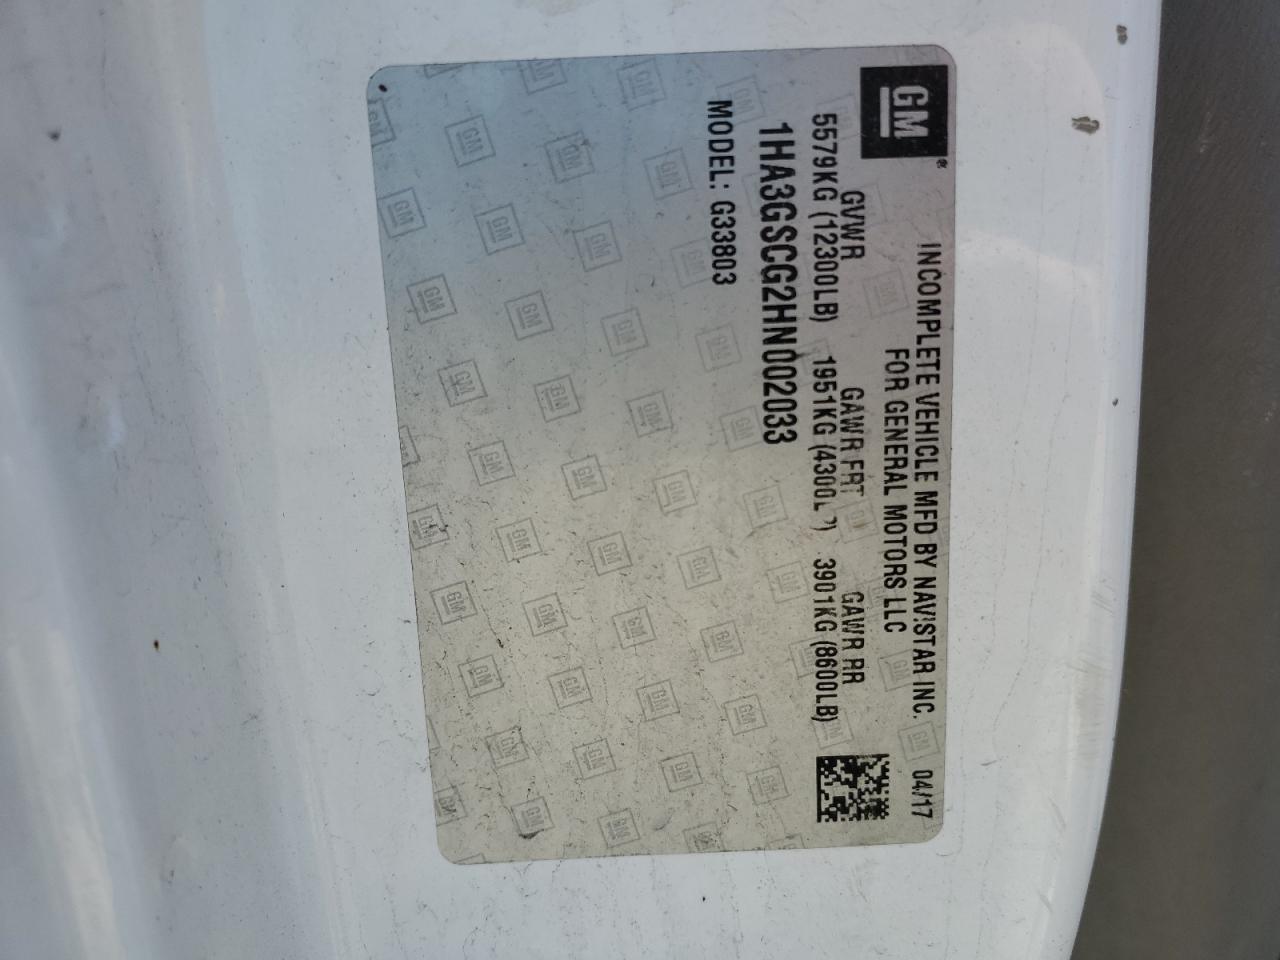 GM
INCOMPLETE VEHICLE MFD BY NAVISTAR INC. 04/17
FOR GENERAL MOTORS LLC
GVWR GAWR FRT GAWR RR
5579KG (12300LB) 1951KG (4300L ) 3901KG (8600LB)
1HA3GSCG2HN002033
MODEL: G33803